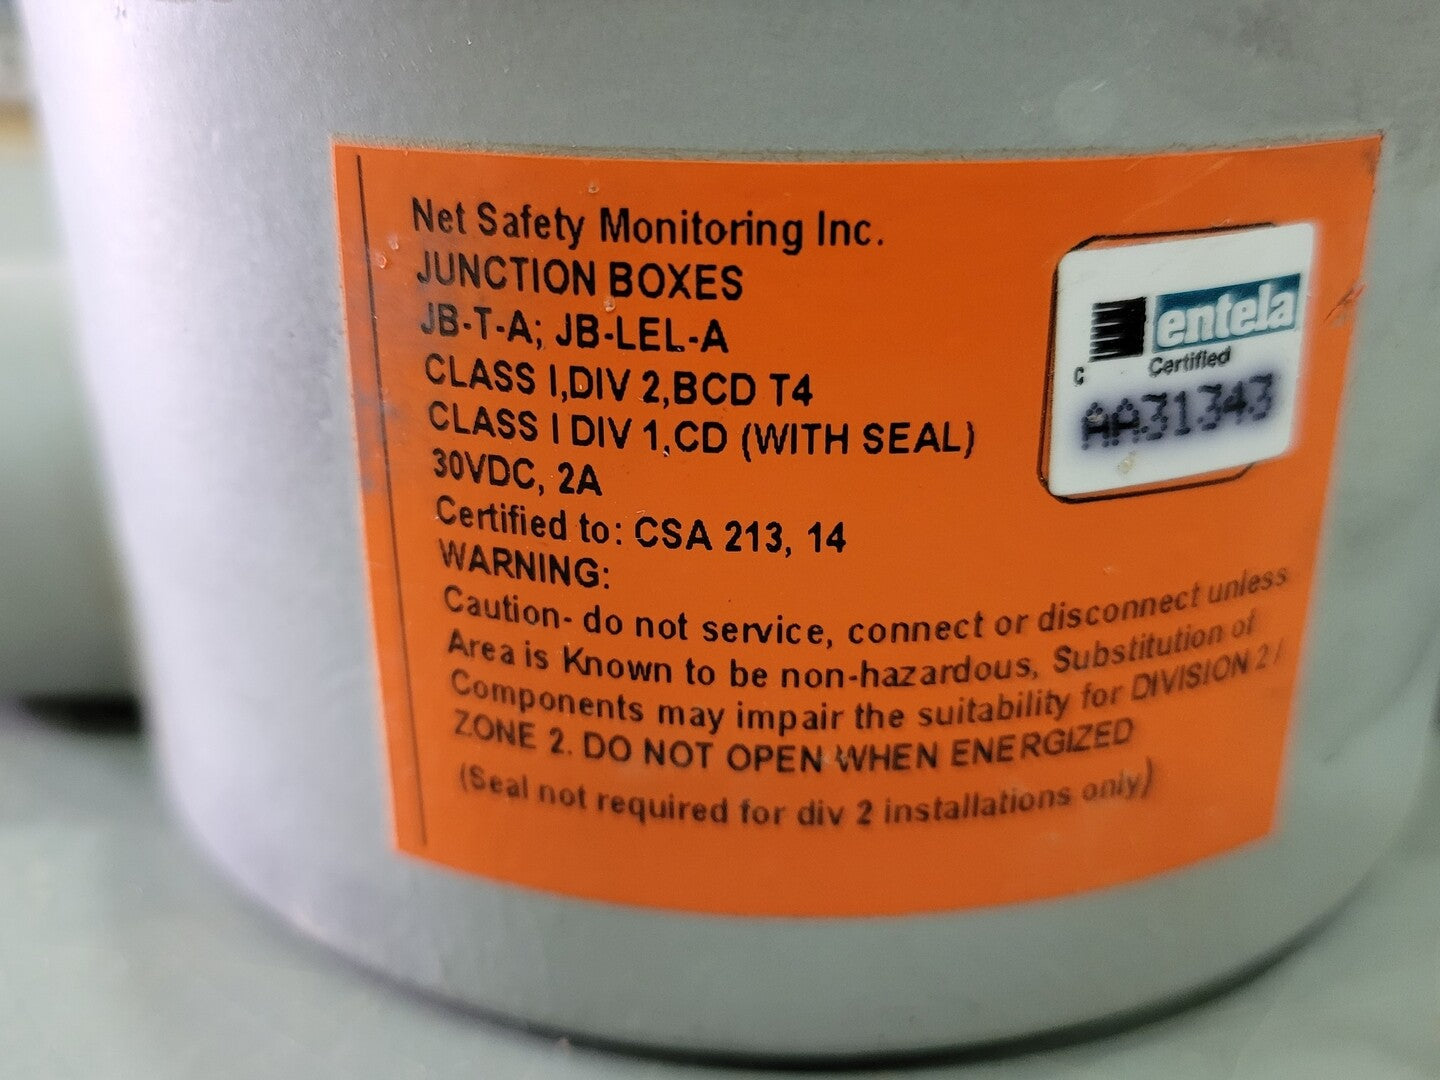 Net Safety Monitoring Inc.
JUNCTION BOXES
JB-T-A; JB-LEL-A
CLASS I,DIV 2,BCD T4
CLASS I DIV 1,CD (WITH SEAL)
30VDC, 2A
Certified to: CSA 213, 14
WARNING:
Caution- do not service, connect or disconnect unless
Area is Known to be non-hazardous, Substitution of
Components may impair the suitability for DIVISION 2 /
ZONE 2. DO NOT OPEN WHEN ENERGIZED
(Seal not required for div 2 installations only)
entela
C
Certified
AA31343